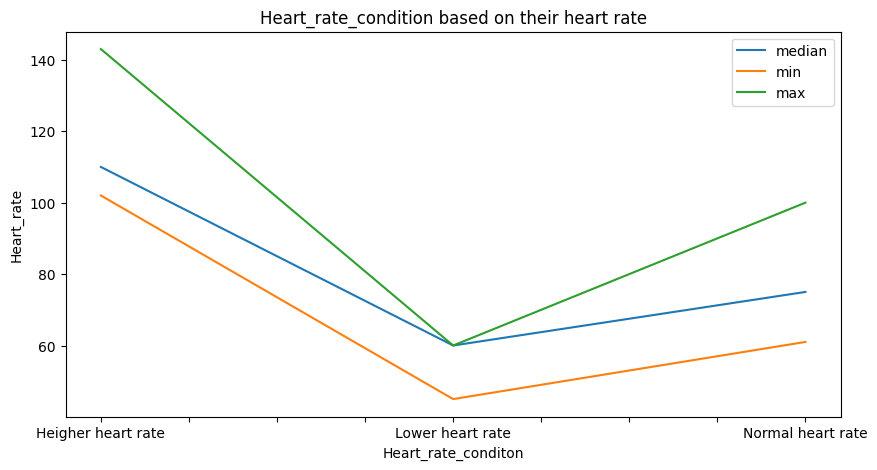 Heart_rate_condition based on their heart rate
median
min
max
140
120
100
80
60
Heart_rate
Heigher heart rate
Lower heart rate
Normal heart rate
Heart_rate_conditon